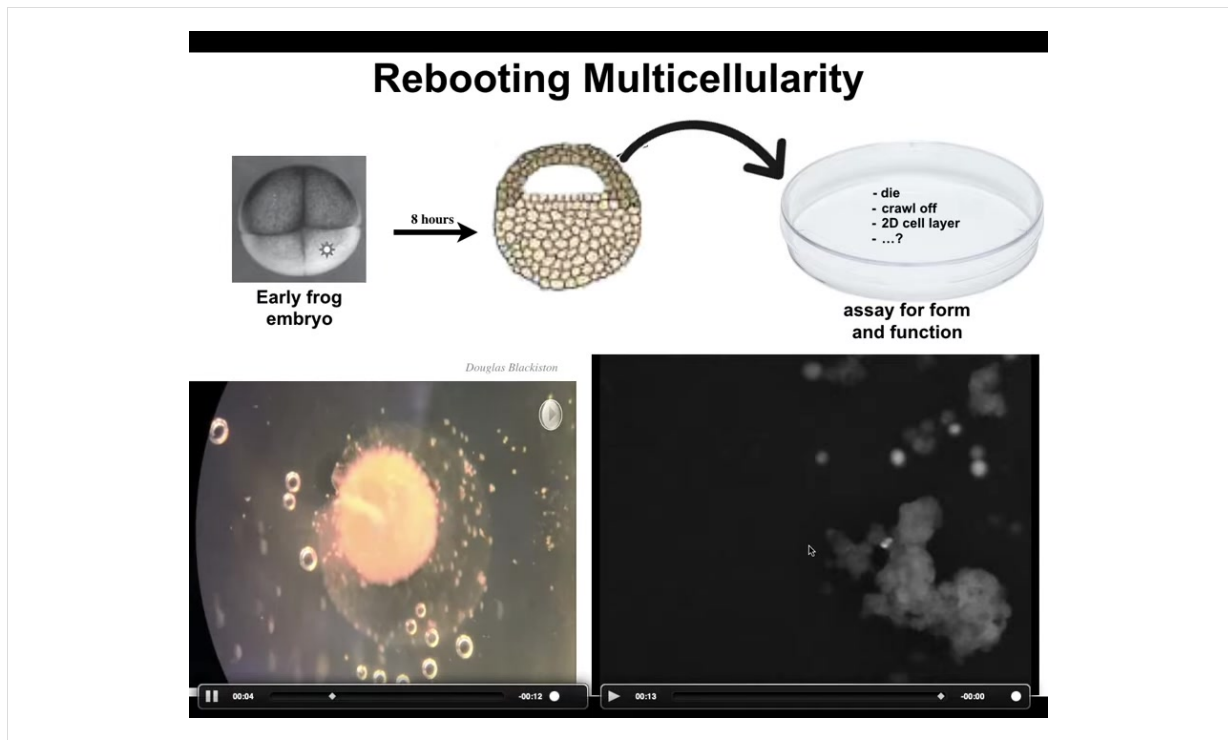 Rebooting Multicellularity
8 hours
- die
- crawl off
- 2D cell layer
- ...?
Early frog
embryo
assay for form
and function
Douglas Blackiston
00:04
-00:12
00:13
-00:00